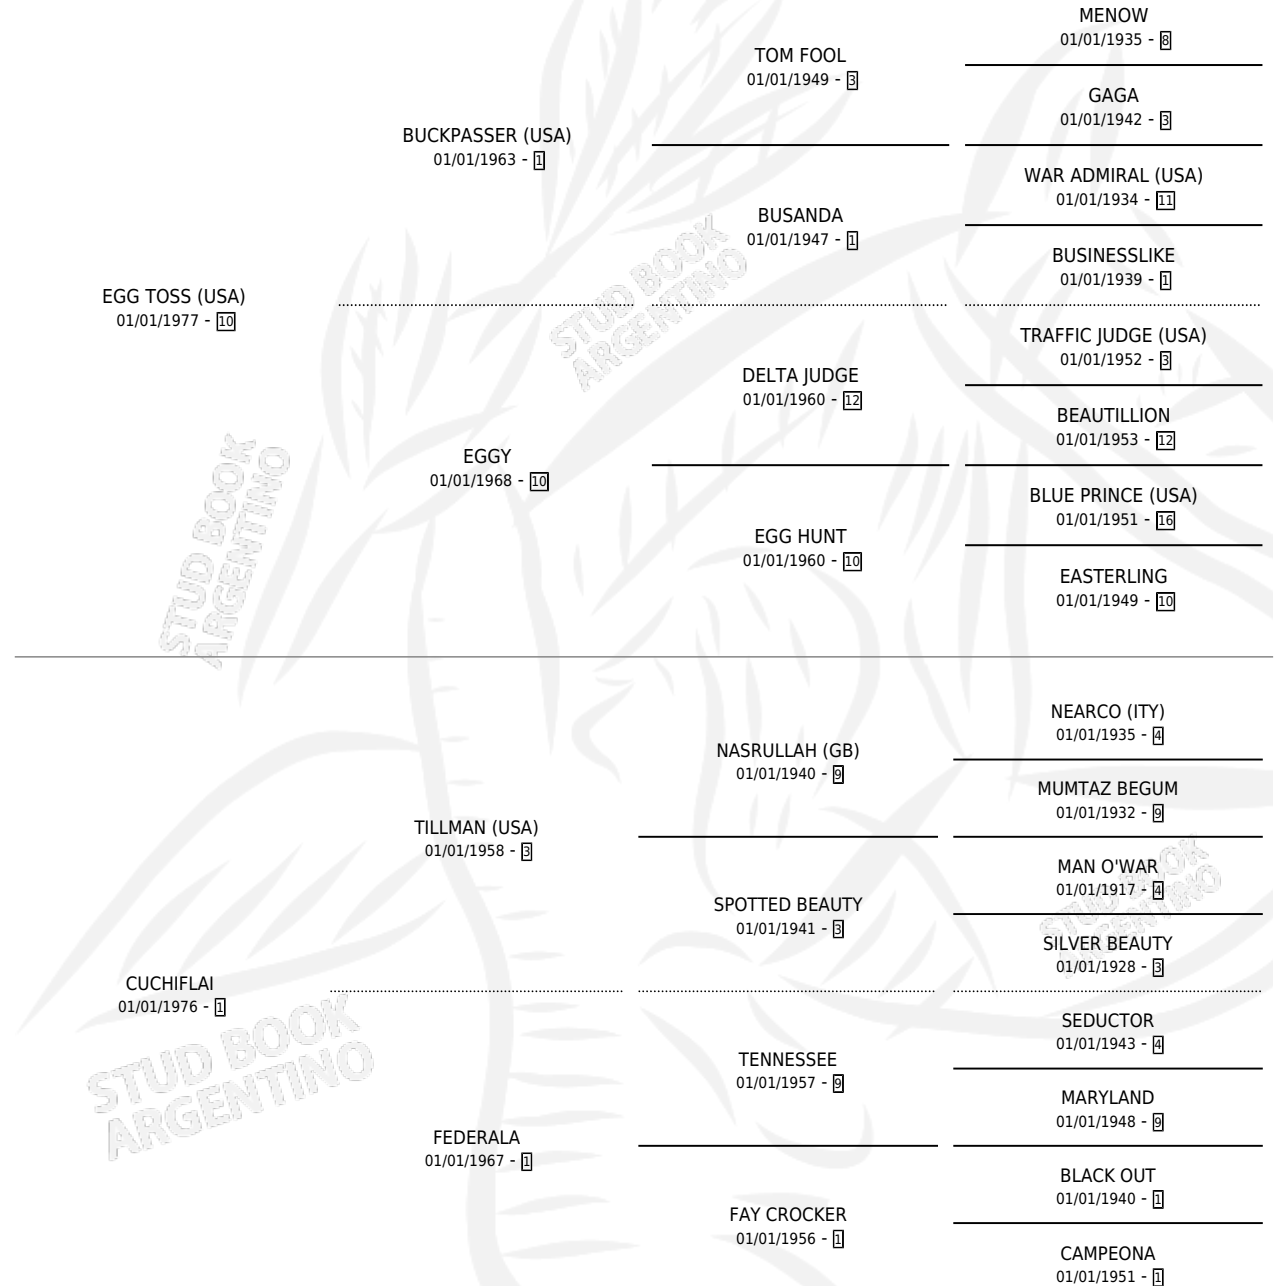 MENOW
01/01/1935 - 8
TOM FOOL
01/01/1949 - 3
GAGA
01/01/1942 - 3
BUCKPASSER (USA)
01/01/1963 - 1
WAR ADMIRAL (USA)
01/01/1934 - 11
BUSANDA
01/01/1947 - 1
BUSINESSLIKE
01/01/1939 - 1
EGG TOSS (USA)
01/01/1977 - 10
TRAFFIC JUDGE (USA)
01/01/1952 - 3
DELTA JUDGE
01/01/1960 - 12
BEAUTILLION
01/01/1953 - 12
EGGY
01/01/1968 - 10
BLUE PRINCE (USA)
01/01/1951 - 16
EGG HUNT
01/01/1960 - 10
EASTERLING
01/01/1949 - 10
NEARCO (ITY)
01/01/1935 - 4
NASRULLAH (GB)
01/01/1940 - 9
MUMTAZ BEGUM
01/01/1932 - 9
TILLMAN (USA)
01/01/1958 - 3
MAN O'WAR
01/01/1917 - 4
SPOTTED BEAUTY
01/01/1941 - 3
SILVER BEAUTY
01/01/1928 - 3
CUCHIFLAI
01/01/1976 - 1
SEDUCTOR
01/01/1943 - 4
TENNESSEE
01/01/1957 - 9
MARYLAND
01/01/1948 - 9
FEDERALA
01/01/1967 - 1
BLACK OUT
01/01/1940 - 1
FAY CROCKER
01/01/1956 - 1
CAMPEONA
01/01/1951 - 1
STUD BOOK
ARGENTINO
STUD BOOK
ARGENTINO
STUD BOOK
ARGENTINO
STUD BOOK
ARGENTINO